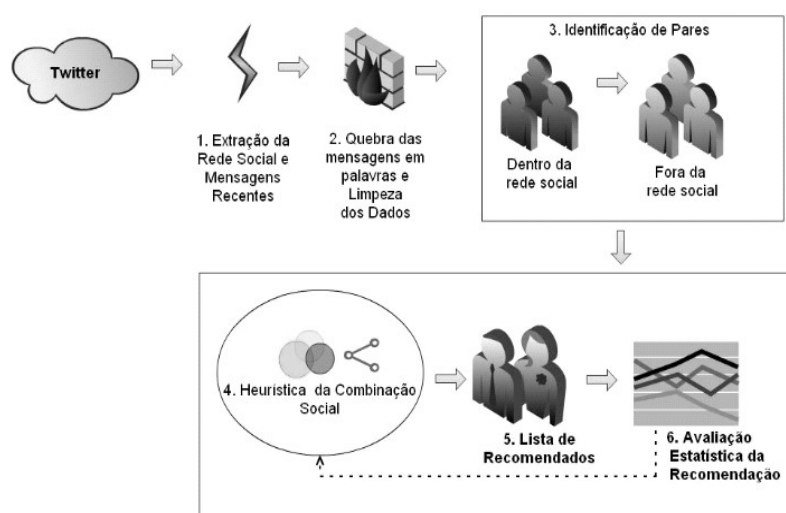 Twitter
1. Extração da
Rede Social e
Mensagens
Recentes
2. Quebra das
mensagens em
palavras e
Limpeza
dos Dados
3. Identificação de Pares
Dentro da
rede social
Fora da
rede social
4. Heurística da Combinação
Social
5. Lista de
Recomendados
6. Avaliação
Estatística da
Recomendação